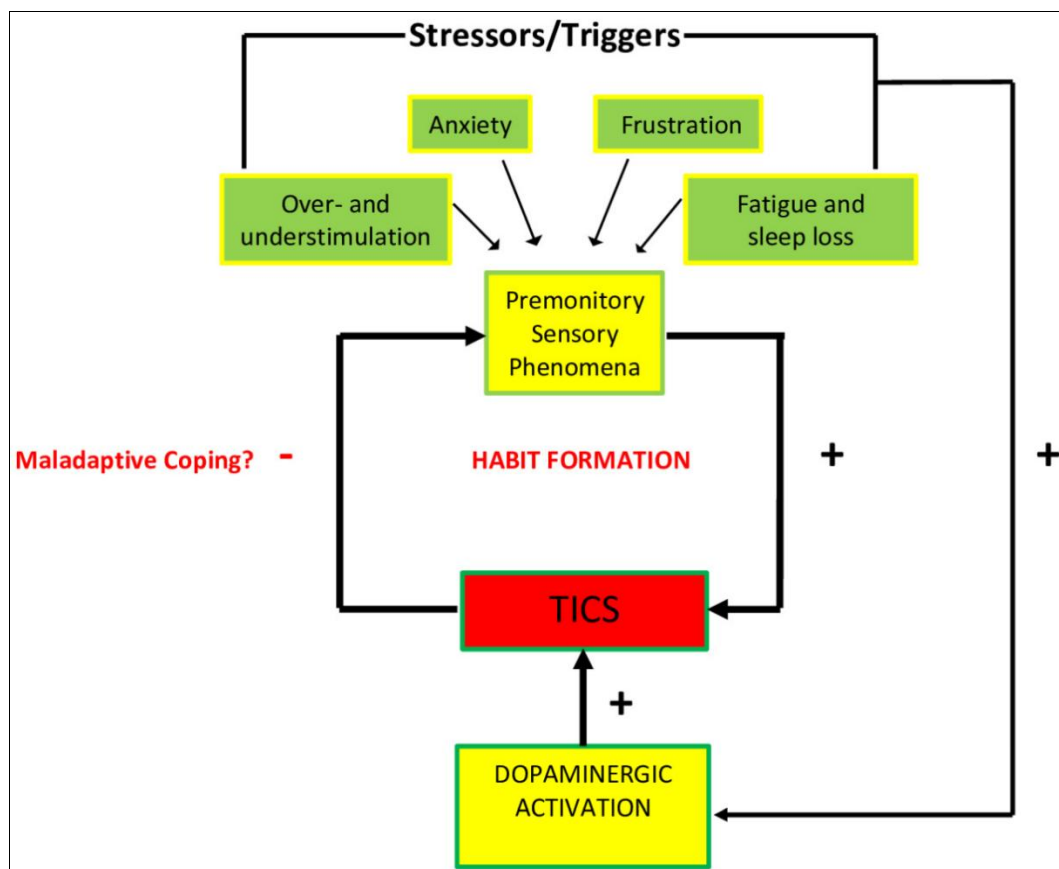 Stressors/Triggers
Anxiety
Frustration
Over- and
understimulation
Fatigue and
sleep loss
Premonitory
Sensory
Phenomena
Maladaptive Coping? -
HABIT FORMATION
+
+
TICS
+
DOPAMINERGIC
ACTIVATION